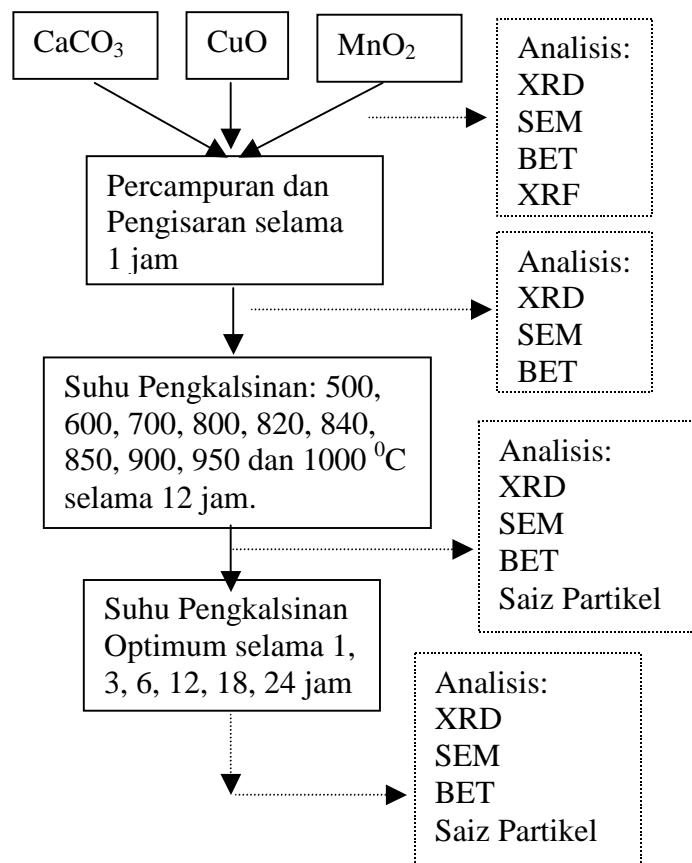 CaCO₃
CuO
MnO₂
Analisis:
XRD
SEM
BET
XRF
Percampuran dan
Pengisaran selama
1 jam
Analisis:
XRD
SEM
BET
Suhu Pengkalsinan: 500,
600, 700, 800, 820, 840,
850, 900, 950 dan 1000 ⁰C
selama 12 jam.
Analisis:
XRD
SEM
BET
Saiz Partikel
Suhu Pengkalsinan
Optimum selama 1,
3, 6, 12, 18, 24 jam
Analisis:
XRD
SEM
BET
Saiz Partikel